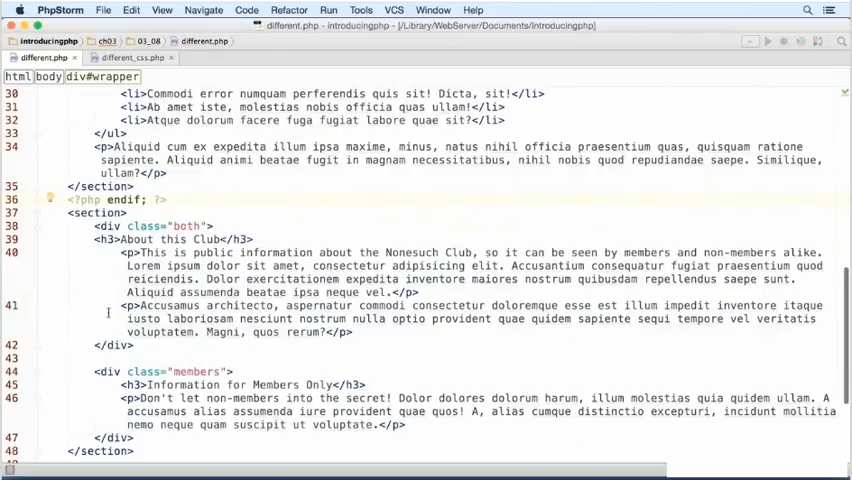 PhpStorm File Edit View Navigate Code Refactor Run Tools VCS Window Help
different.php - introducingphp - [/Library/WebServer/Documents/introducingphp]
introducingphp ch03 03_08 different.php
different.php × different_css.php ×
html body div#wrapper
30 <li>Commodi error numquam perferendis quis sit! Dicta, sit!</li>
31 <li>Ab amet iste, molestias nobis officia quas ullam!</li>
32 <li>Atque dolorum facere fuga fugiat labore quae sit?</li>
33 </ul>
34 <p>Aliquid cum ex expedita illum ipsa maxime, minus, natus nihil officia praesentium quas, quisquam ratione
sapiente. Aliquid animi beatae fugit in magnam necessitatibus, nihil nobis quod repudiandae saepe. Similique,
ullam?</p>
35 </section>
36 <?php endif; ?>
37 <section>
38 <div class="both">
39 <h3>About this Club</h3>
40 <p>This is public information about the Nonesuch Club, so it can be seen by members and non-members alike.
Lorem ipsum dolor sit amet, consectetur adipisicing elit. Accusantium consequatur fugiat praesentium quod
reiciendis. Dolor exercitationem expedita inventore maiores nostrum quibusdam repellendus saepe sunt.
Aliquid assumenda beatae ipsa neque vel.</p>
41 <p>Accusamus architecto, aspernatur commodi consectetur doloremque esse est illum impedit inventore itaque
iusto laboriosam nesciunt nostrum nulla optio provident quae quidem sapiente sequi tempore vel veritatis
voluptatem. Magni, quos rerum?</p>
42 </div>
43
44 <div class="members">
45 <h3>Information for Members Only</h3>
46 <p>Don't let non-members into the secret! Dolor dolores dolorum harum, illum molestias quia quidem ullam. A
accusamus alias assumenda iure provident quae quos! A, alias cumque distinctio excepturi, incidunt mollitia
nemo neque quam suscipit ut voluptate.</p>
47 </div>
48 </section>